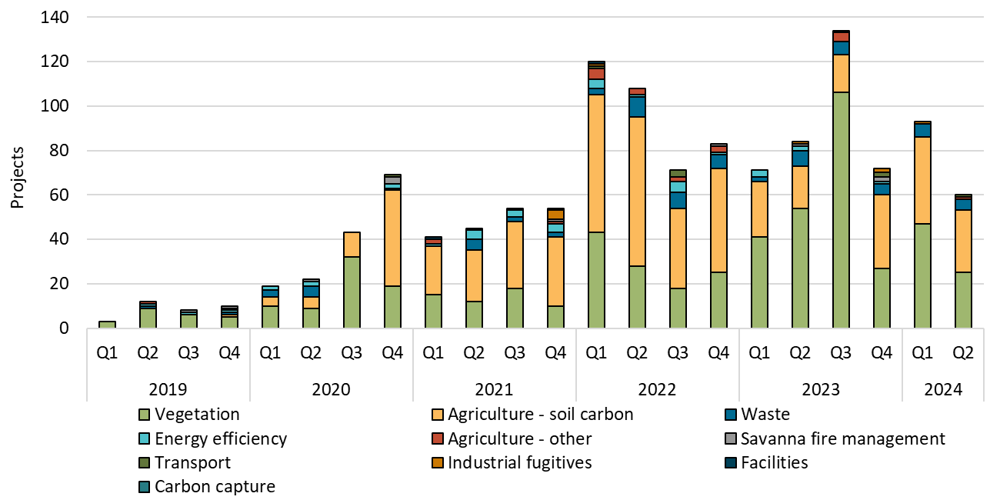 140
120
100
80
60
40
20
0
Projects
Q1 Q2 Q3 Q4 Q1 Q2 Q3 Q4 Q1 Q2 Q3 Q4 Q1 Q2 Q3 Q4 Q1 Q2 Q3 Q4 Q1 Q2
2019 2020 2021 2022 2023 2024
Vegetation Agriculture - soil carbon Waste
Energy efficiency Agriculture - other Savanna fire management
Transport Industrial fugitives Facilities
Carbon capture